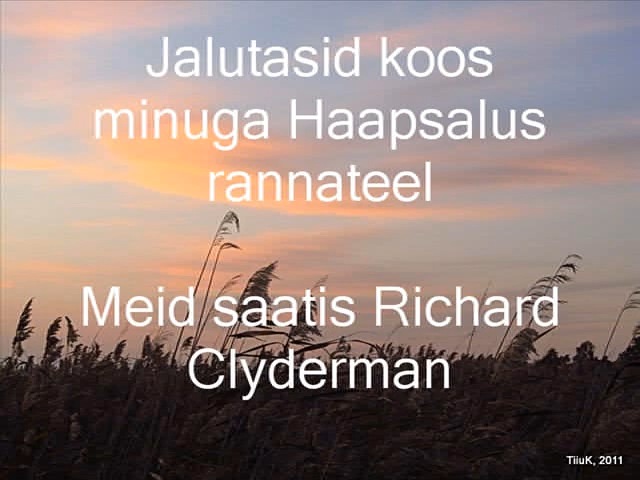 Jalutasid koos
minuga Haapsalus
rannateel
Meid saatis Richard
Clyderman
TiiuK, 2011